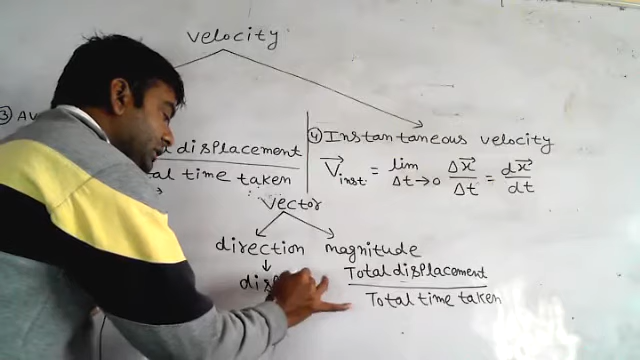 velocity
③ Av
④ Instantaneous velocity
displacement
time taken
V⃗inst. = lim Δt→0 Δx⃗/Δt = dx⃗/dt
vector
direction magnitude
Total displacement
Total time taken